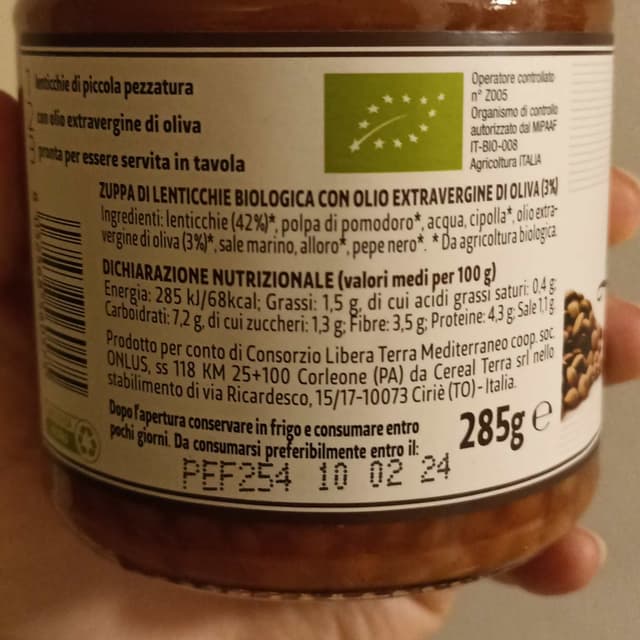 lenticchie di piccola pezzatura
con olio extravergine di oliva
pronta per essere servita in tavola
Operatore controllato
n° Z005
Organismo di controllo
autorizzato dal MIPAAF
IT-BIO-008
Agricoltura ITALIA
ZUPPA DI LENTICCHIE BIOLOGICA CON OLIO EXTRAVERGINE DI OLIVA (3%)
Ingredienti: lenticchie (42%)*, polpa di pomodoro*, acqua, cipolla*, olio extra-
vergine di oliva (3%)*, sale marino, alloro*, pepe nero*. *Da agricoltura biologica.
DICHIARAZIONE NUTRIZIONALE (valori medi per 100 g)
Energia: 285 kJ/68kcal; Grassi: 1,5 g, di cui acidi grassi saturi: 0,4 g;
Carboidrati: 7,2 g, di cui zuccheri: 1,3 g; Fibre: 3,5 g; Proteine: 4,3 g; Sale 1,1 g.
Prodotto per conto di Consorzio Libera Terra Mediterraneo coop. soc.
ONLUS, ss 118 KM 25+100 Corleone (PA) da Cereal Terra srl nello
stabilimento di via Ricardesco, 15/17-10073 Ciriè (TO) - Italia.
Dopo l'apertura conservare in frigo e consumare entro
pochi giorni. Da consumarsi preferibilmente entro il:
285g e
PEF254 10 02 24